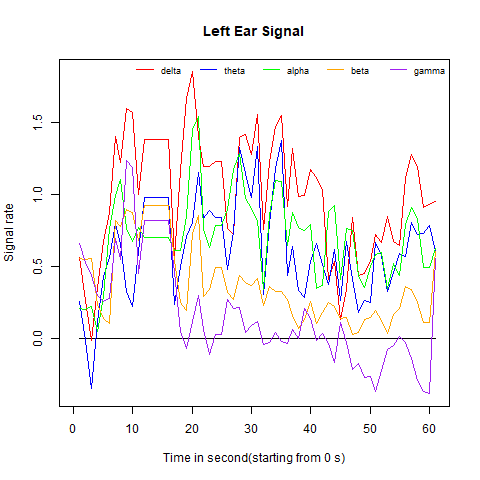 Left Ear Signal
delta theta alpha beta gamma
Signal rate
0.0 0.5 1.0 1.5
0 10 20 30 40 50 60
Time in second(starting from 0 s)